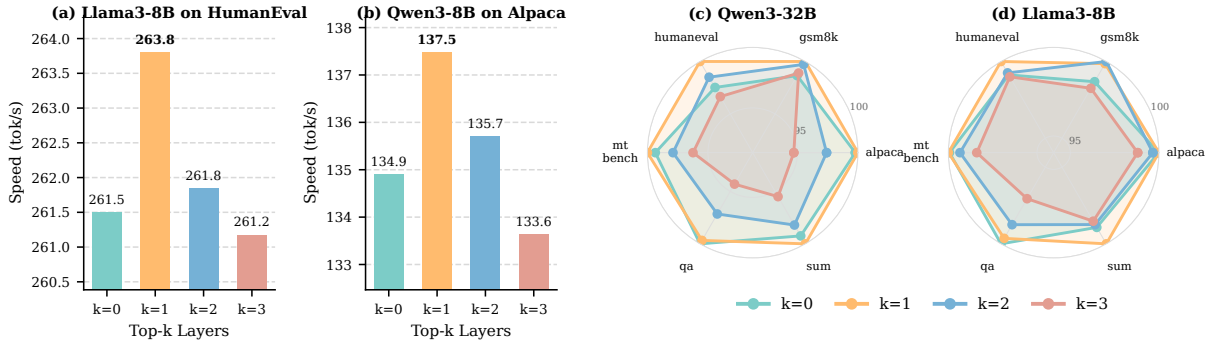 (a) Llama3-8B on HumanEval
264.0
263.5
263.0
262.5
262.0
261.5
261.0
260.5
Speed (tok/s)
261.5
263.8
261.8
261.2
k=0
k=1
k=2
k=3
Top-k Layers
(b) Qwen3-8B on Alpaca
138
137
136
135
134
133
Speed (tok/s)
134.9
137.5
135.7
133.6
k=0
k=1
k=2
k=3
Top-k Layers
(c) Qwen3-32B
humaneval
gsm8k
100
95
mt
bench
alpaca
qa
sum
(d) Llama3-8B
humaneval
gsm8k
100
95
mt
bench
alpaca
qa
sum
k=0
k=1
k=2
k=3